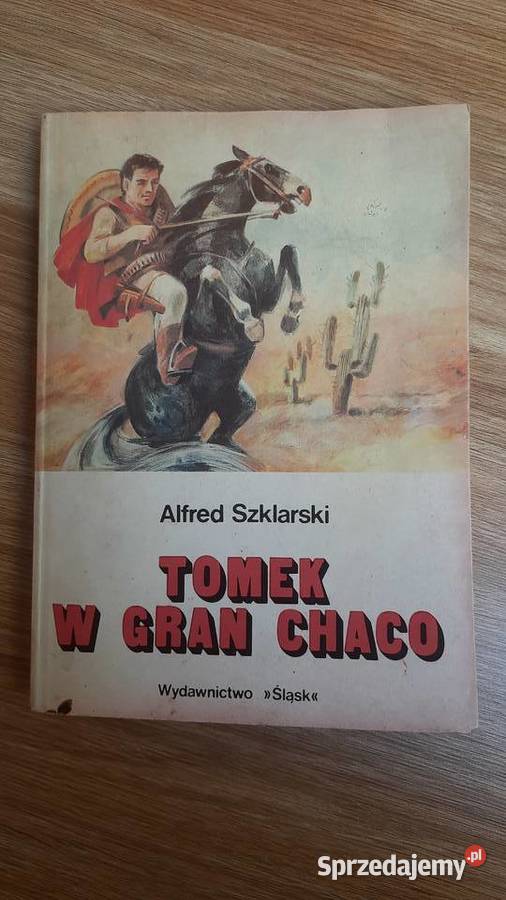 Alfred Szklarski
TOMEK
W GRAN CHACO
Wydawnictwo »Śląsk«
Sprzedajemy.pl